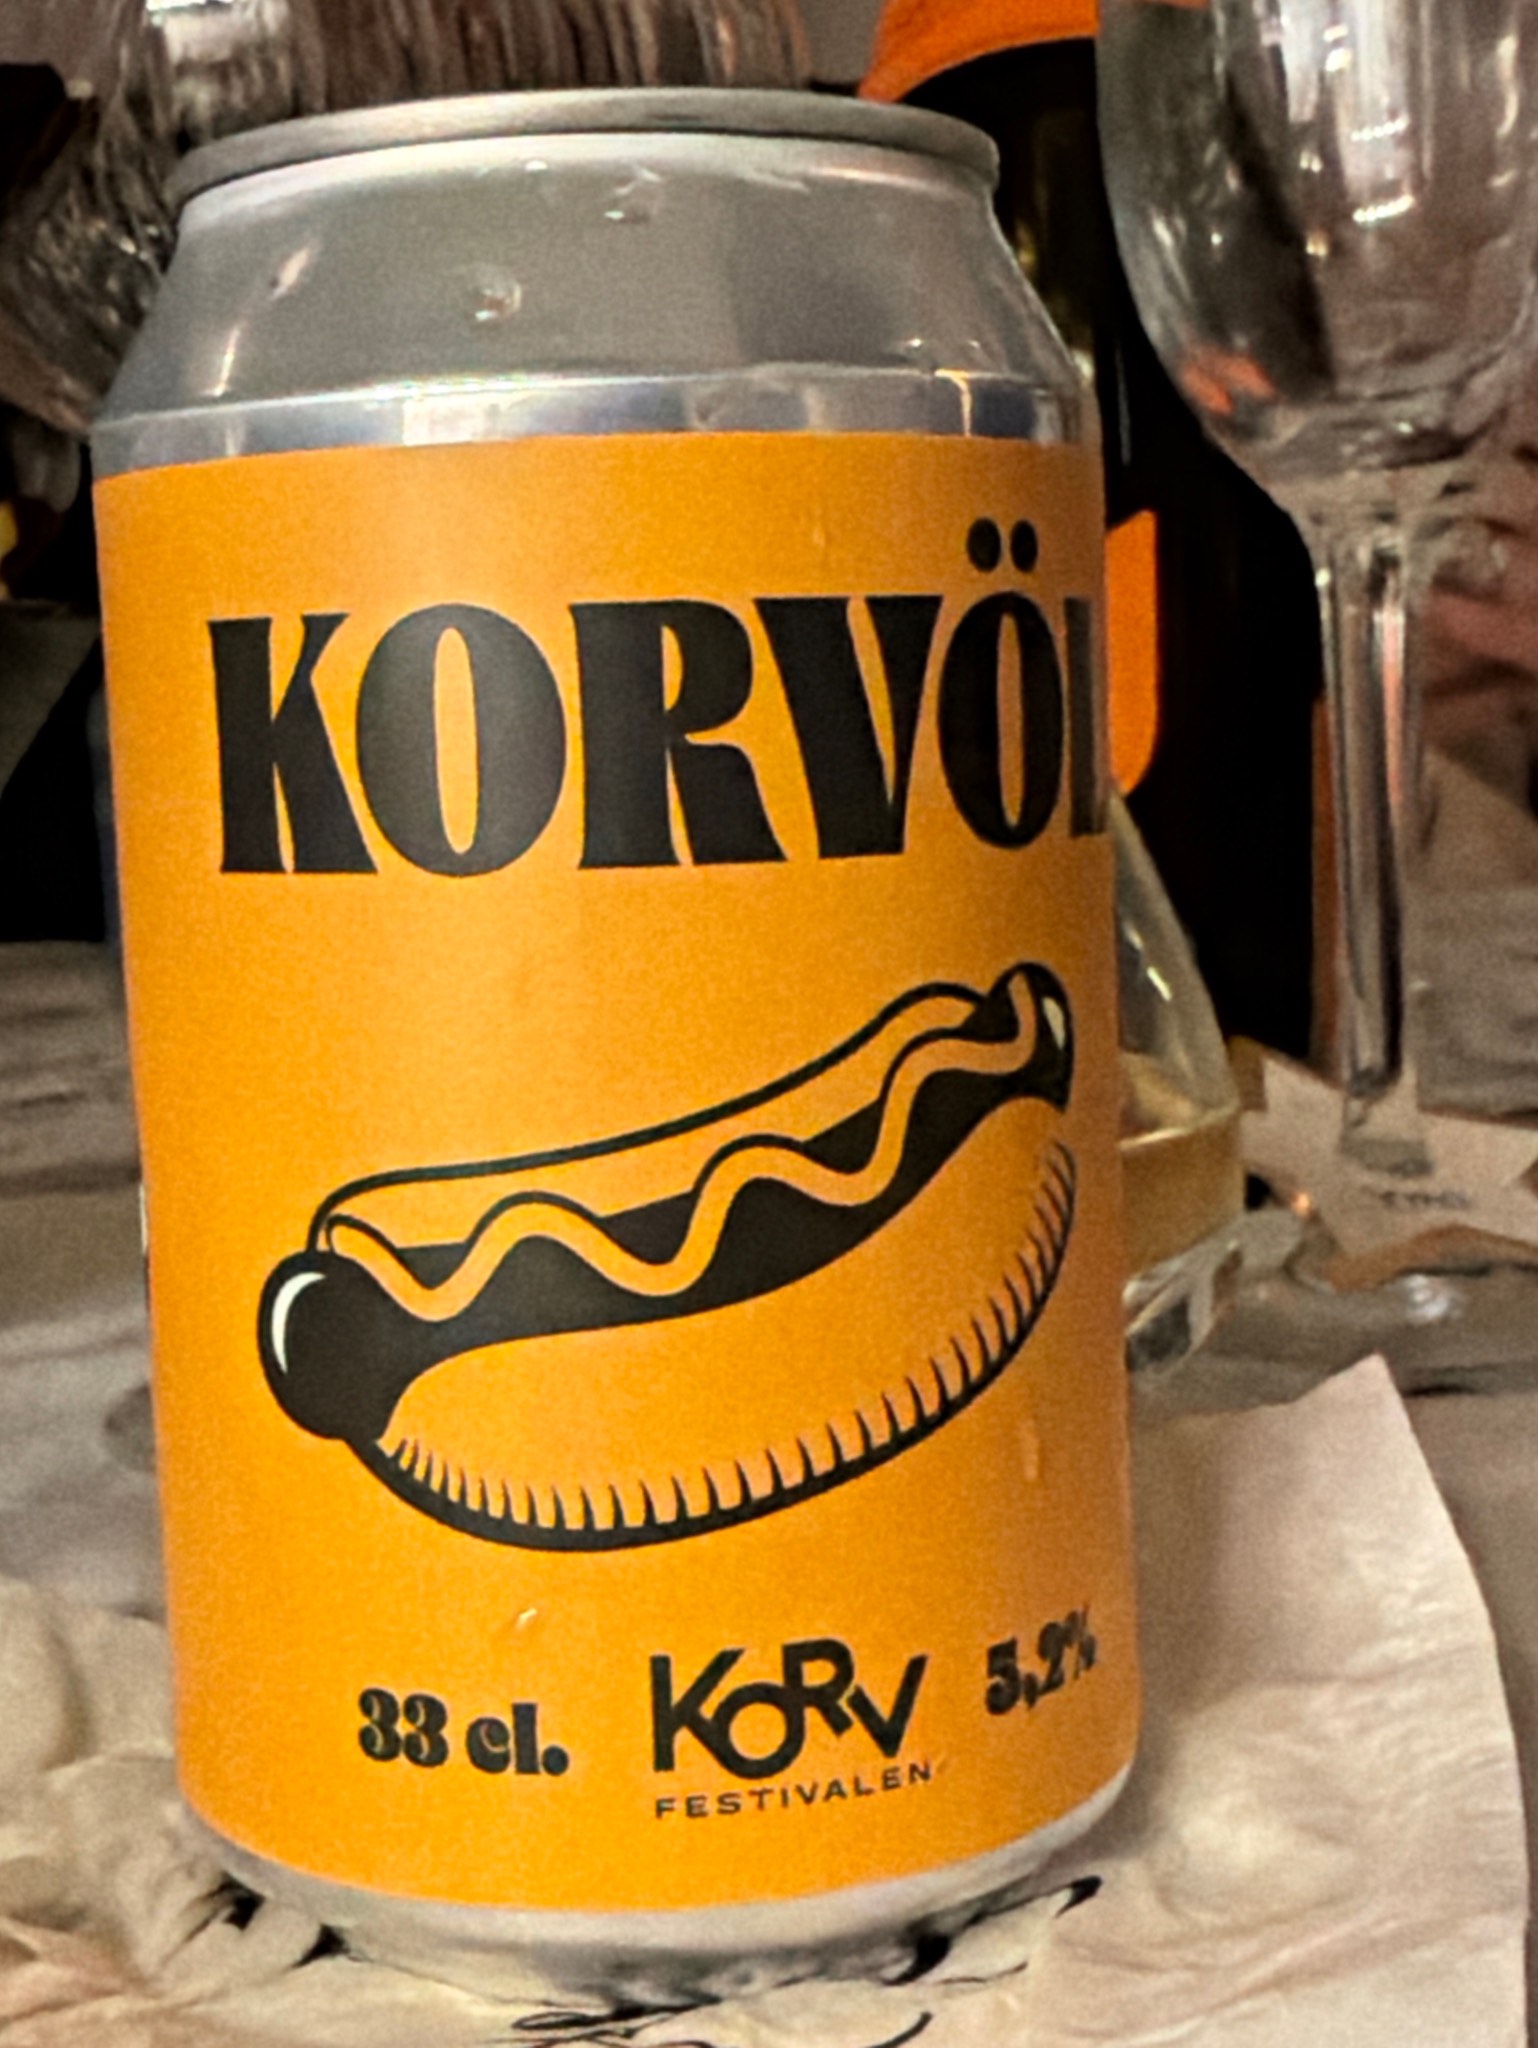 KORVÖL
33 cl.
KORV
FESTIVALEN
5,2%